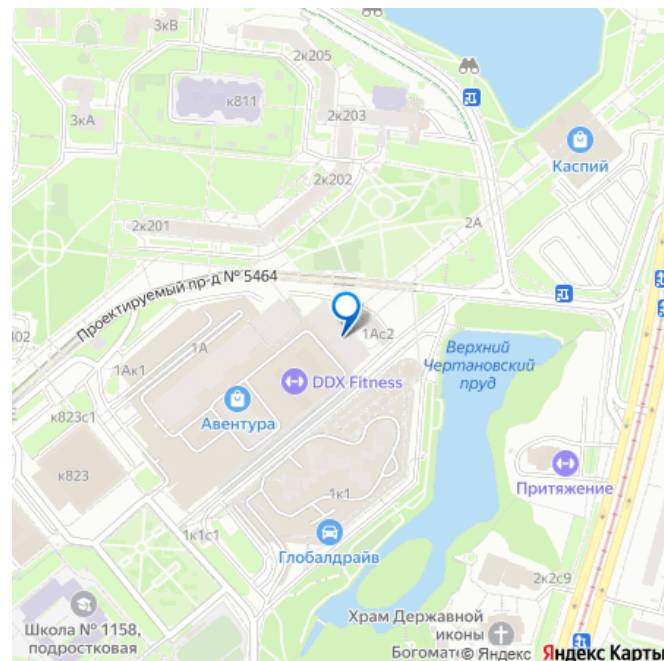 3кВ
2к205
к811
3кА
2к203
Каспий
2к202
2А
2к201
Проектируемый пр-д № 5464
1А
1Ас2
Верхний
Чертановский
пруд
1Ак1
DDX Fitness
к823с1
Авентура
к823
Притяжение
1к1
1к1с1
Глобалдрайв
2к2с9
Школа № 1158,
подростковая
Храм Державной
иконы
Богомате
© Яндекс Яндекс Карты